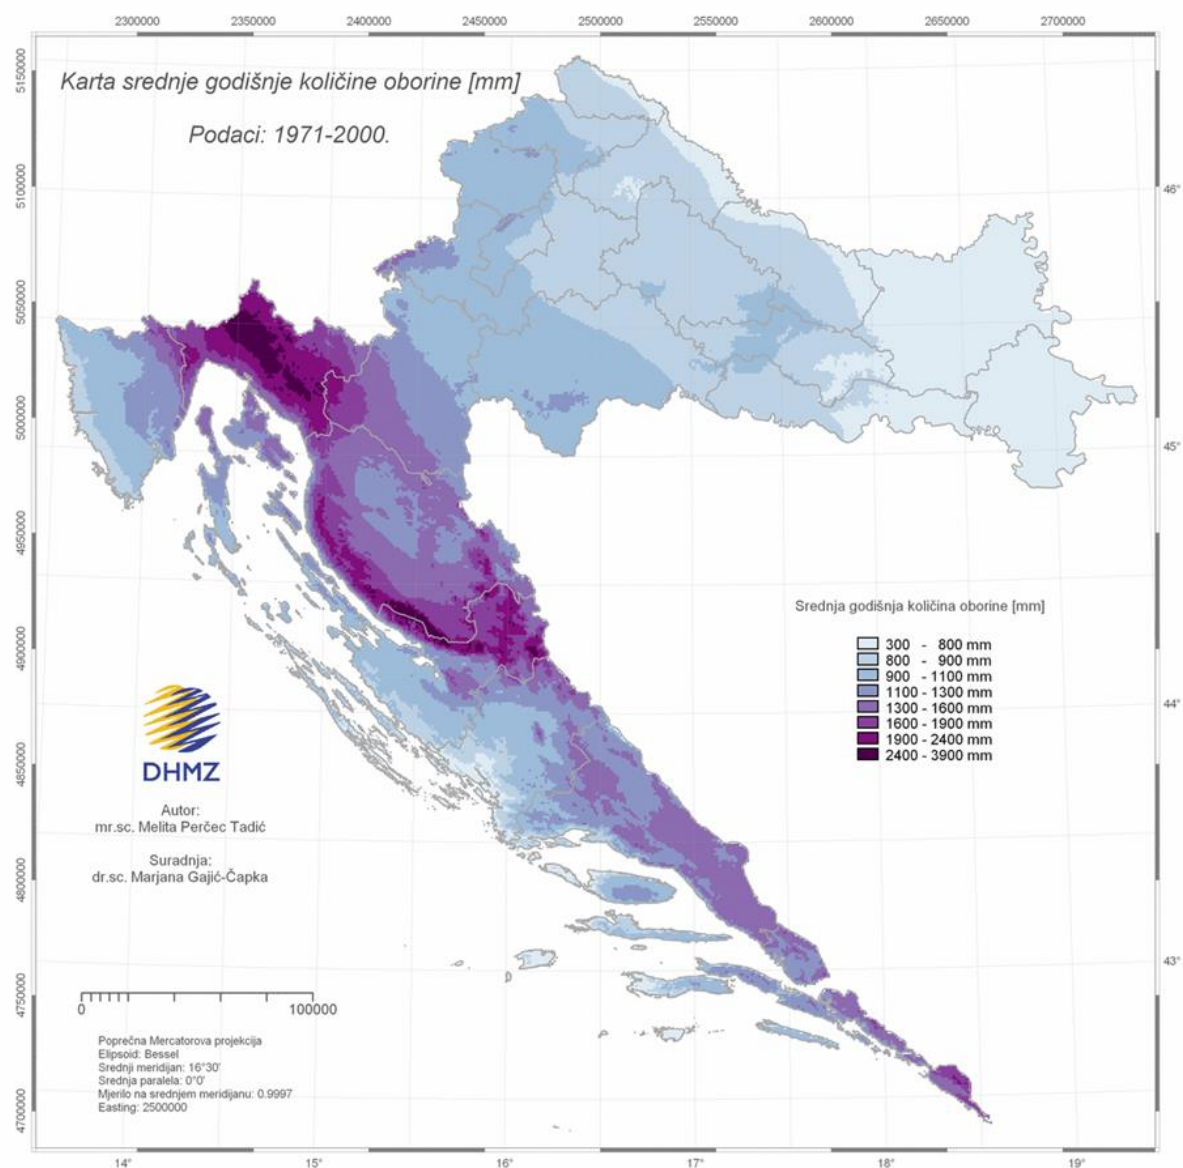 2300000 2350000 2400000 2450000 2500000 2550000 2600000 2650000 2700000
Karta srednje godišnje količine oborine [mm]
Podaci: 1971-2000.
5150000
5100000
5050000
5000000
4950000
4900000
4850000
4800000
4750000
4700000
46°
45°
44°
43°
Srednja godišnja količina oborine [mm]
300 - 800 mm
800 - 900 mm
900 - 1100 mm
1100 - 1300 mm
1300 - 1600 mm
1600 - 1900 mm
1900 - 2400 mm
2400 - 3900 mm
DHMZ
Autor:
mr.sc. Melita Perčec Tadić
Suradnja:
dr.sc. Marjana Gajić-Čapka
0 100000
Poprečna Mercatorova projekcija
Elipsoid: Bessel
Srednji meridijan: 16°30'
Srednja paralela: 0°0'
Mjerilo na srednjem meridijanu: 0.9997
Easting: 2500000
14° 15° 16° 17° 18° 19°